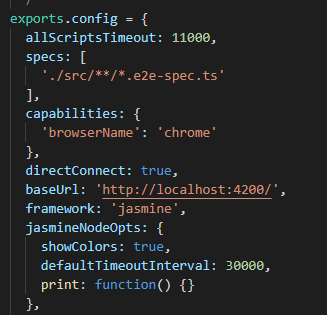 exports.config = {
  allScriptsTimeout: 11000,
  specs: [
    './src/**/*.e2e-spec.ts'
  ],
  capabilities: {
    'browserName': 'chrome'
  },
  directConnect: true,
  baseUrl: 'http://localhost:4200/',
  framework: 'jasmine',
  jasmineNodeOpts: {
    showColors: true,
    defaultTimeoutInterval: 30000,
    print: function() {}
  },